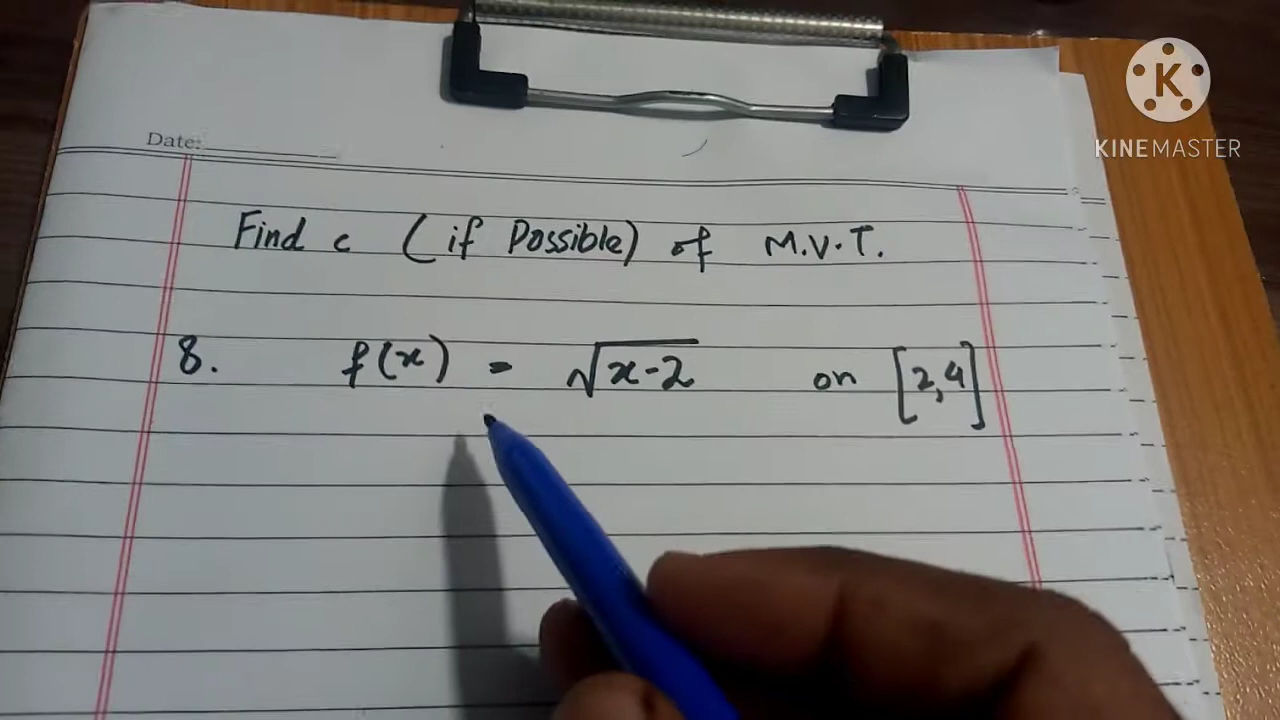 K
KINEMASTER
Date:
Find c (if Possible) of M.V.T.
8. f(x) = √x-2 on [2,4]